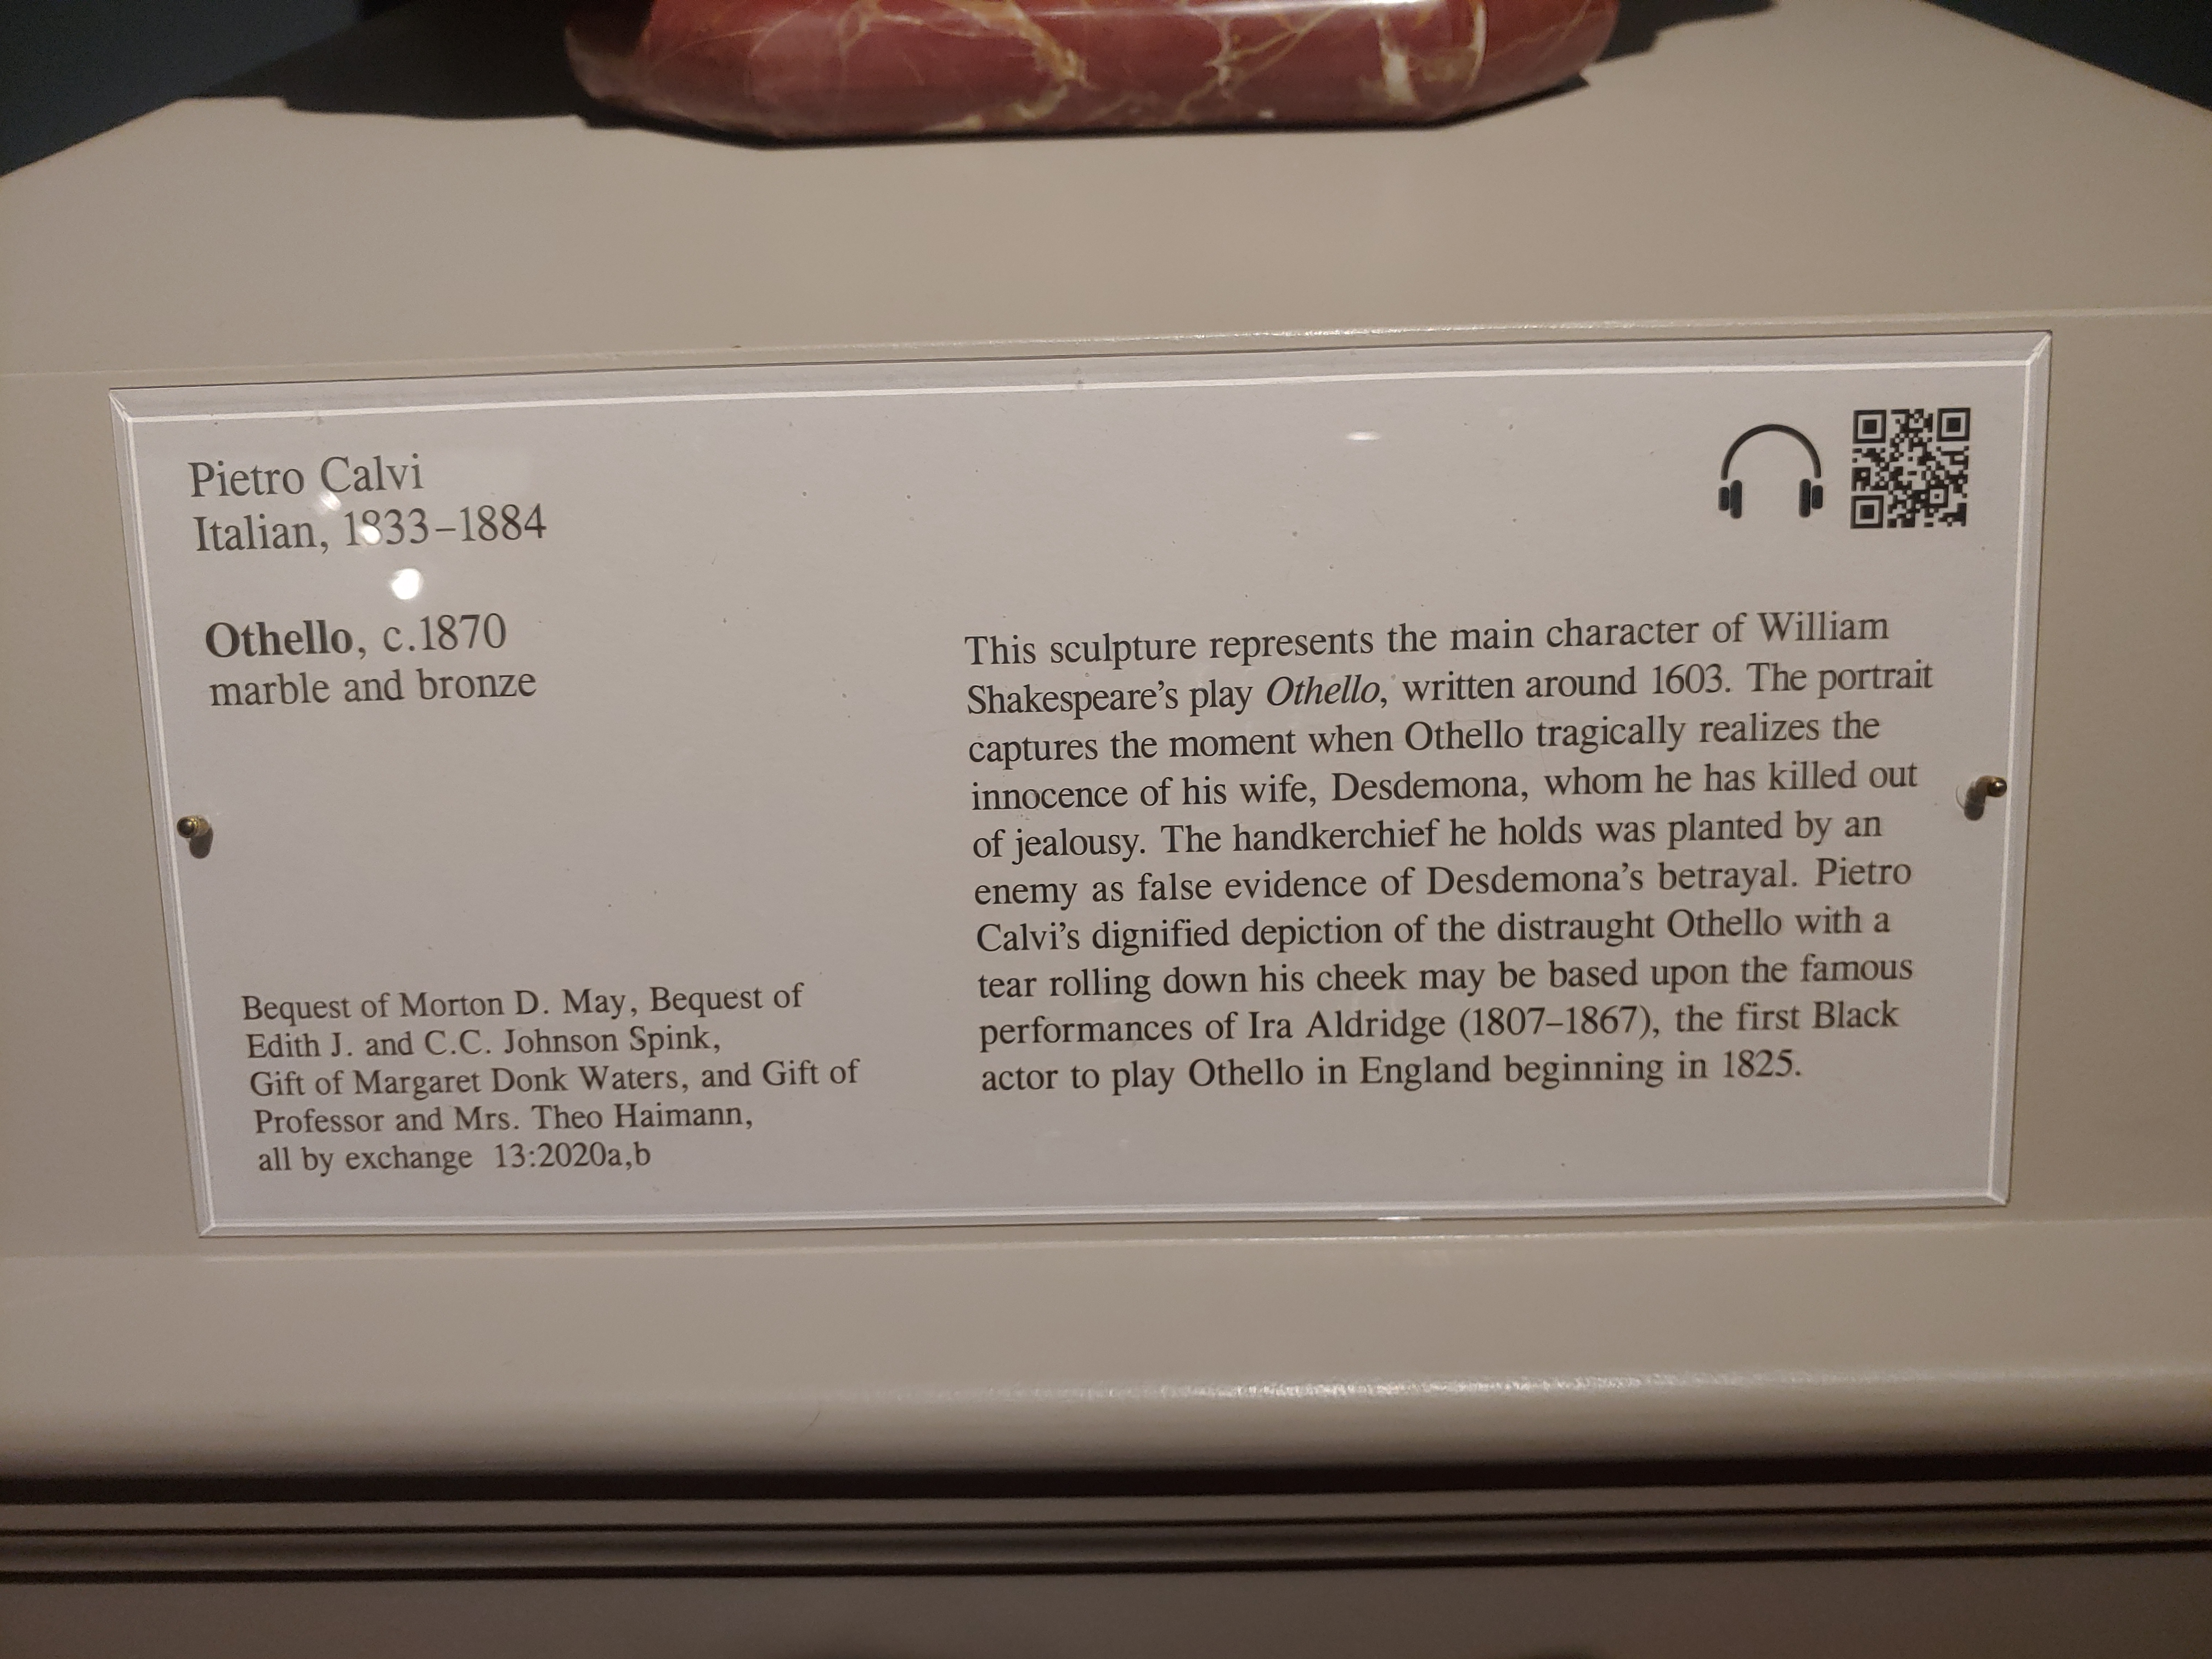 Pietro Calvi
Italian, 1833–1884
Othello, c.1870
marble and bronze
Bequest of Morton D. May, Bequest of
Edith J. and C.C. Johnson Spink,
Gift of Margaret Donk Waters, and Gift of
Professor and Mrs. Theo Haimann,
all by exchange 13:2020a,b
This sculpture represents the main character of William
Shakespeare’s play Othello, written around 1603. The portrait
captures the moment when Othello tragically realizes the
innocence of his wife, Desdemona, whom he has killed out
of jealousy. The handkerchief he holds was planted by an
enemy as false evidence of Desdemona’s betrayal. Pietro
Calvi’s dignified depiction of the distraught Othello with a
tear rolling down his cheek may be based upon the famous
performances of Ira Aldridge (1807–1867), the first Black
actor to play Othello in England beginning in 1825.